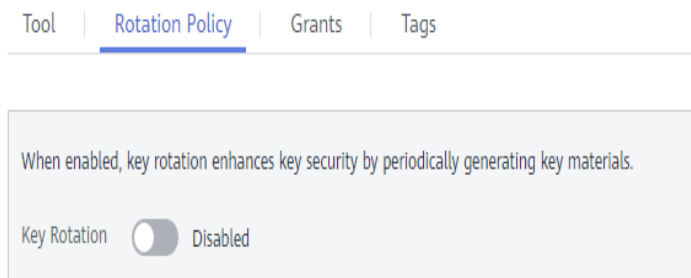 Tool Rotation Policy Grants Tags
When enabled, key rotation enhances key security by periodically generating key materials.
Key Rotation Disabled